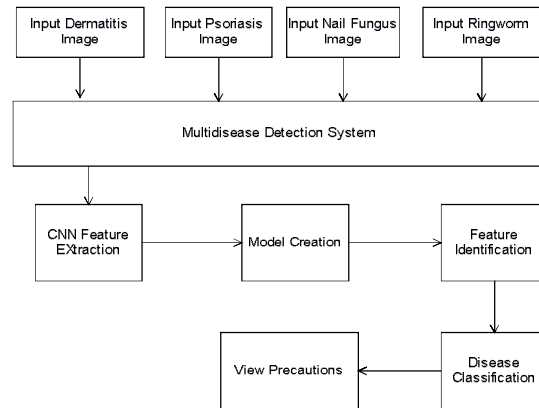 Input Dermatitis
Image
Input Psoriasis
Image
Input Nail Fungus
Image
Input Ringworm
Image
Multidisease Detection System
CNN Feature
EXtraction
Model Creation
Feature
Identification
View Precautions
Disease
Classification